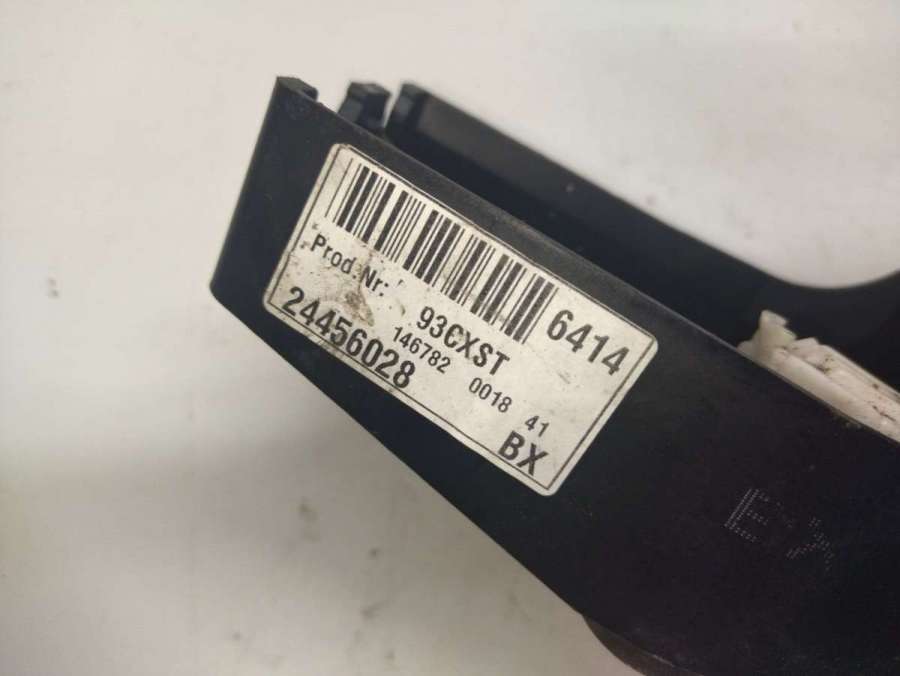 6414
Prod. Nr:
93CXST
146782 0018 41
24456028 BX